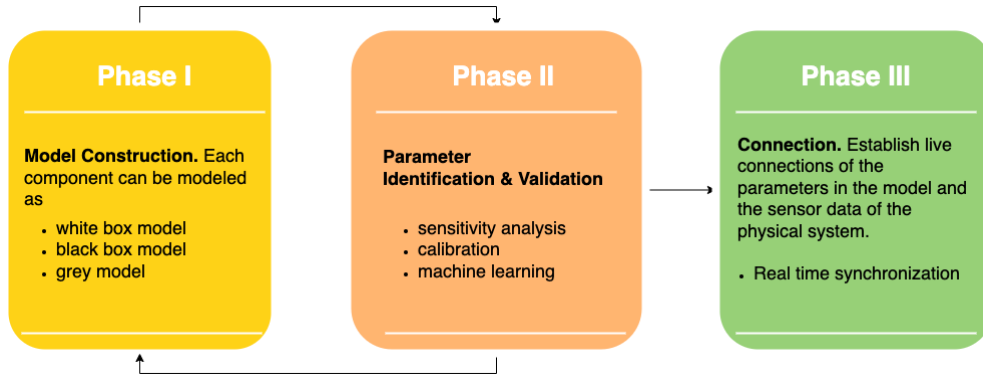 Phase I
Model Construction. Each
component can be modeled
as
• white box model
• black box model
• grey model
Phase II
Parameter
Identification & Validation
• sensitivity analysis
• calibration
• machine learning
Phase III
Connection. Establish live
connections of the
parameters in the model and
the sensor data of the
physical system.
• Real time synchronization